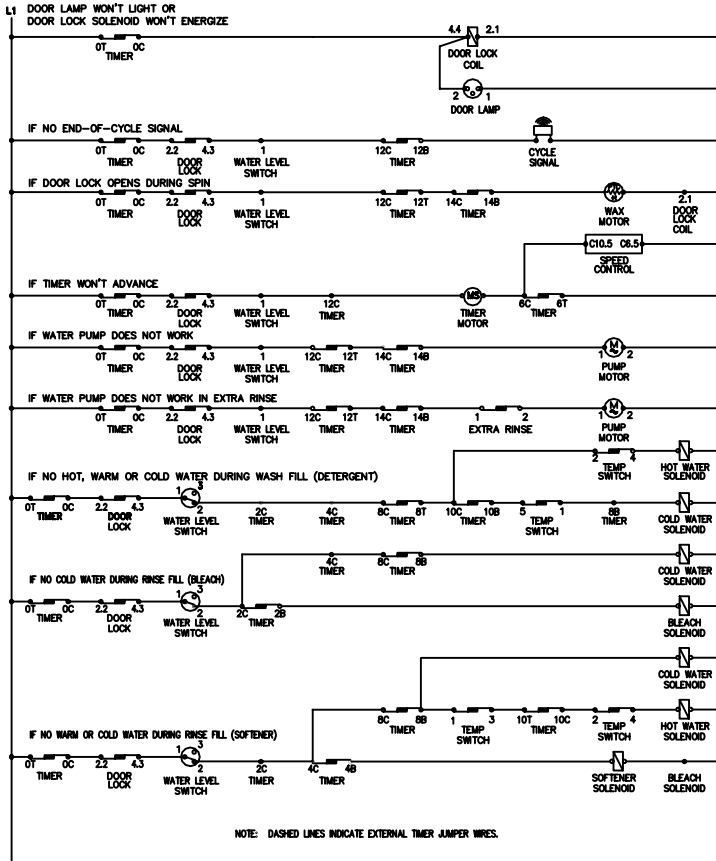 L1 DOOR LAMP WON'T LIGHT OR
DOOR LOCK SOLENOID WON'T ENERGIZE
4.4 2.1
0T 0C
TIMER
DOOR LOCK
COIL
2 1
DOOR LAMP
IF NO END-OF-CYCLE SIGNAL
0T 0C 2.2 4.3 1 12C 12B
TIMER DOOR LOCK WATER LEVEL SWITCH TIMER CYCLE SIGNAL
IF DOOR LOCK OPENS DURING SPIN
0T 0C 2.2 4.3 1 12C 12T 14C 14B 2.1
TIMER DOOR LOCK WATER LEVEL SWITCH TIMER TIMER WAX MOTOR DOOR LOCK COIL
C10.5 C6.5
SPEED
CONTROL
IF TIMER WON'T ADVANCE
0T 0C 2.2 4.3 1 12C MS 6C 6T
TIMER DOOR LOCK WATER LEVEL SWITCH TIMER TIMER MOTOR TIMER
IF WATER PUMP DOES NOT WORK
0T 0C 2.2 4.3 1 12C 12T 14C 14B 1 M 2
TIMER DOOR LOCK WATER LEVEL SWITCH TIMER TIMER PUMP MOTOR
IF WATER PUMP DOES NOT WORK IN EXTRA RINSE
0T 0C 2.2 4.3 1 12C 12T 14C 14B 1 2 1 M 2
TIMER DOOR LOCK WATER LEVEL SWITCH TIMER TIMER EXTRA RINSE PUMP MOTOR
2 4
TEMP SWITCH HOT WATER SOLENOID
IF NO HOT, WARM OR COLD WATER DURING WASH FILL (DETERGENT)
0T 0C 2.2 4.3 1 3 2 2C 4C 8C 8T 10C 10B 5 1 8B
TIMER DOOR LOCK WATER LEVEL SWITCH TIMER TIMER TIMER TIMER TEMP SWITCH TIMER COLD WATER SOLENOID
4C 8C 8B
TIMER TIMER COLD WATER SOLENOID
IF NO COLD WATER DURING RINSE FILL (BLEACH)
0T 0C 2.2 4.3 1 3 2 2C 2B
TIMER DOOR LOCK WATER LEVEL SWITCH TIMER BLEACH SOLENOID
COLD WATER SOLENOID
8C 8B 1 3 10T 10C 2 4
TIMER TEMP SWITCH TIMER TEMP SWITCH HOT WATER SOLENOID
IF NO WARM OR COLD WATER DURING RINSE FILL (SOFTENER)
0T 0C 2.2 4.3 1 3 2 2C 4C 4B
TIMER DOOR LOCK WATER LEVEL SWITCH TIMER TIMER SOFTENER SOLENOID BLEACH SOLENOID
NOTE: DASHED LINES INDICATE EXTERNAL TIMER JUMPER WIRES.